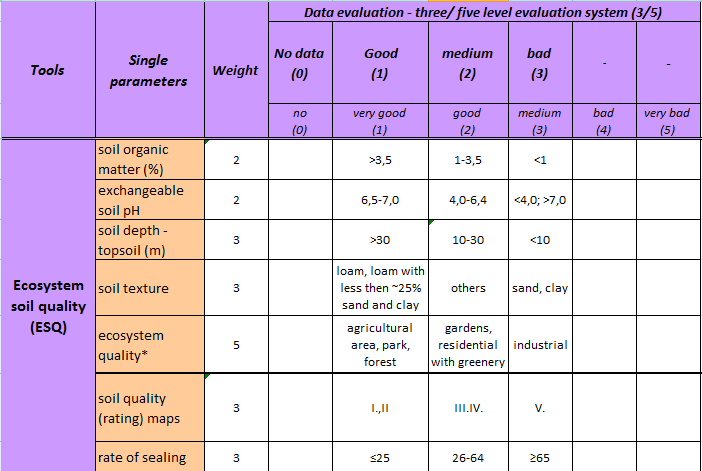 Data evaluation - three/ five level evaluation system (3/5)
Tools
Single
parameters
Weight
No data
(0)
Good
(1)
medium
(2)
bad
(3)
-
-
no
(0)
very good
(1)
good
(2)
medium
(3)
bad
(4)
very bad
(5)
Ecosystem
soil quality
(ESQ)
soil organic
matter (%)
2
>3,5
1-3,5
<1
exchangeable
soil pH
2
6,5-7,0
4,0-6,4
<4,0; >7,0
soil depth -
topsoil (m)
3
>30
10-30
<10
soil texture
3
loam, loam with
less then ~25%
sand and clay
others
sand, clay
ecosystem
quality*
5
agricultural
area, park,
forest
gardens,
residential
with greenery
industrial
soil quality
(rating) maps
3
I.,II
III.IV.
V.
rate of sealing
3
≤25
26-64
≥65